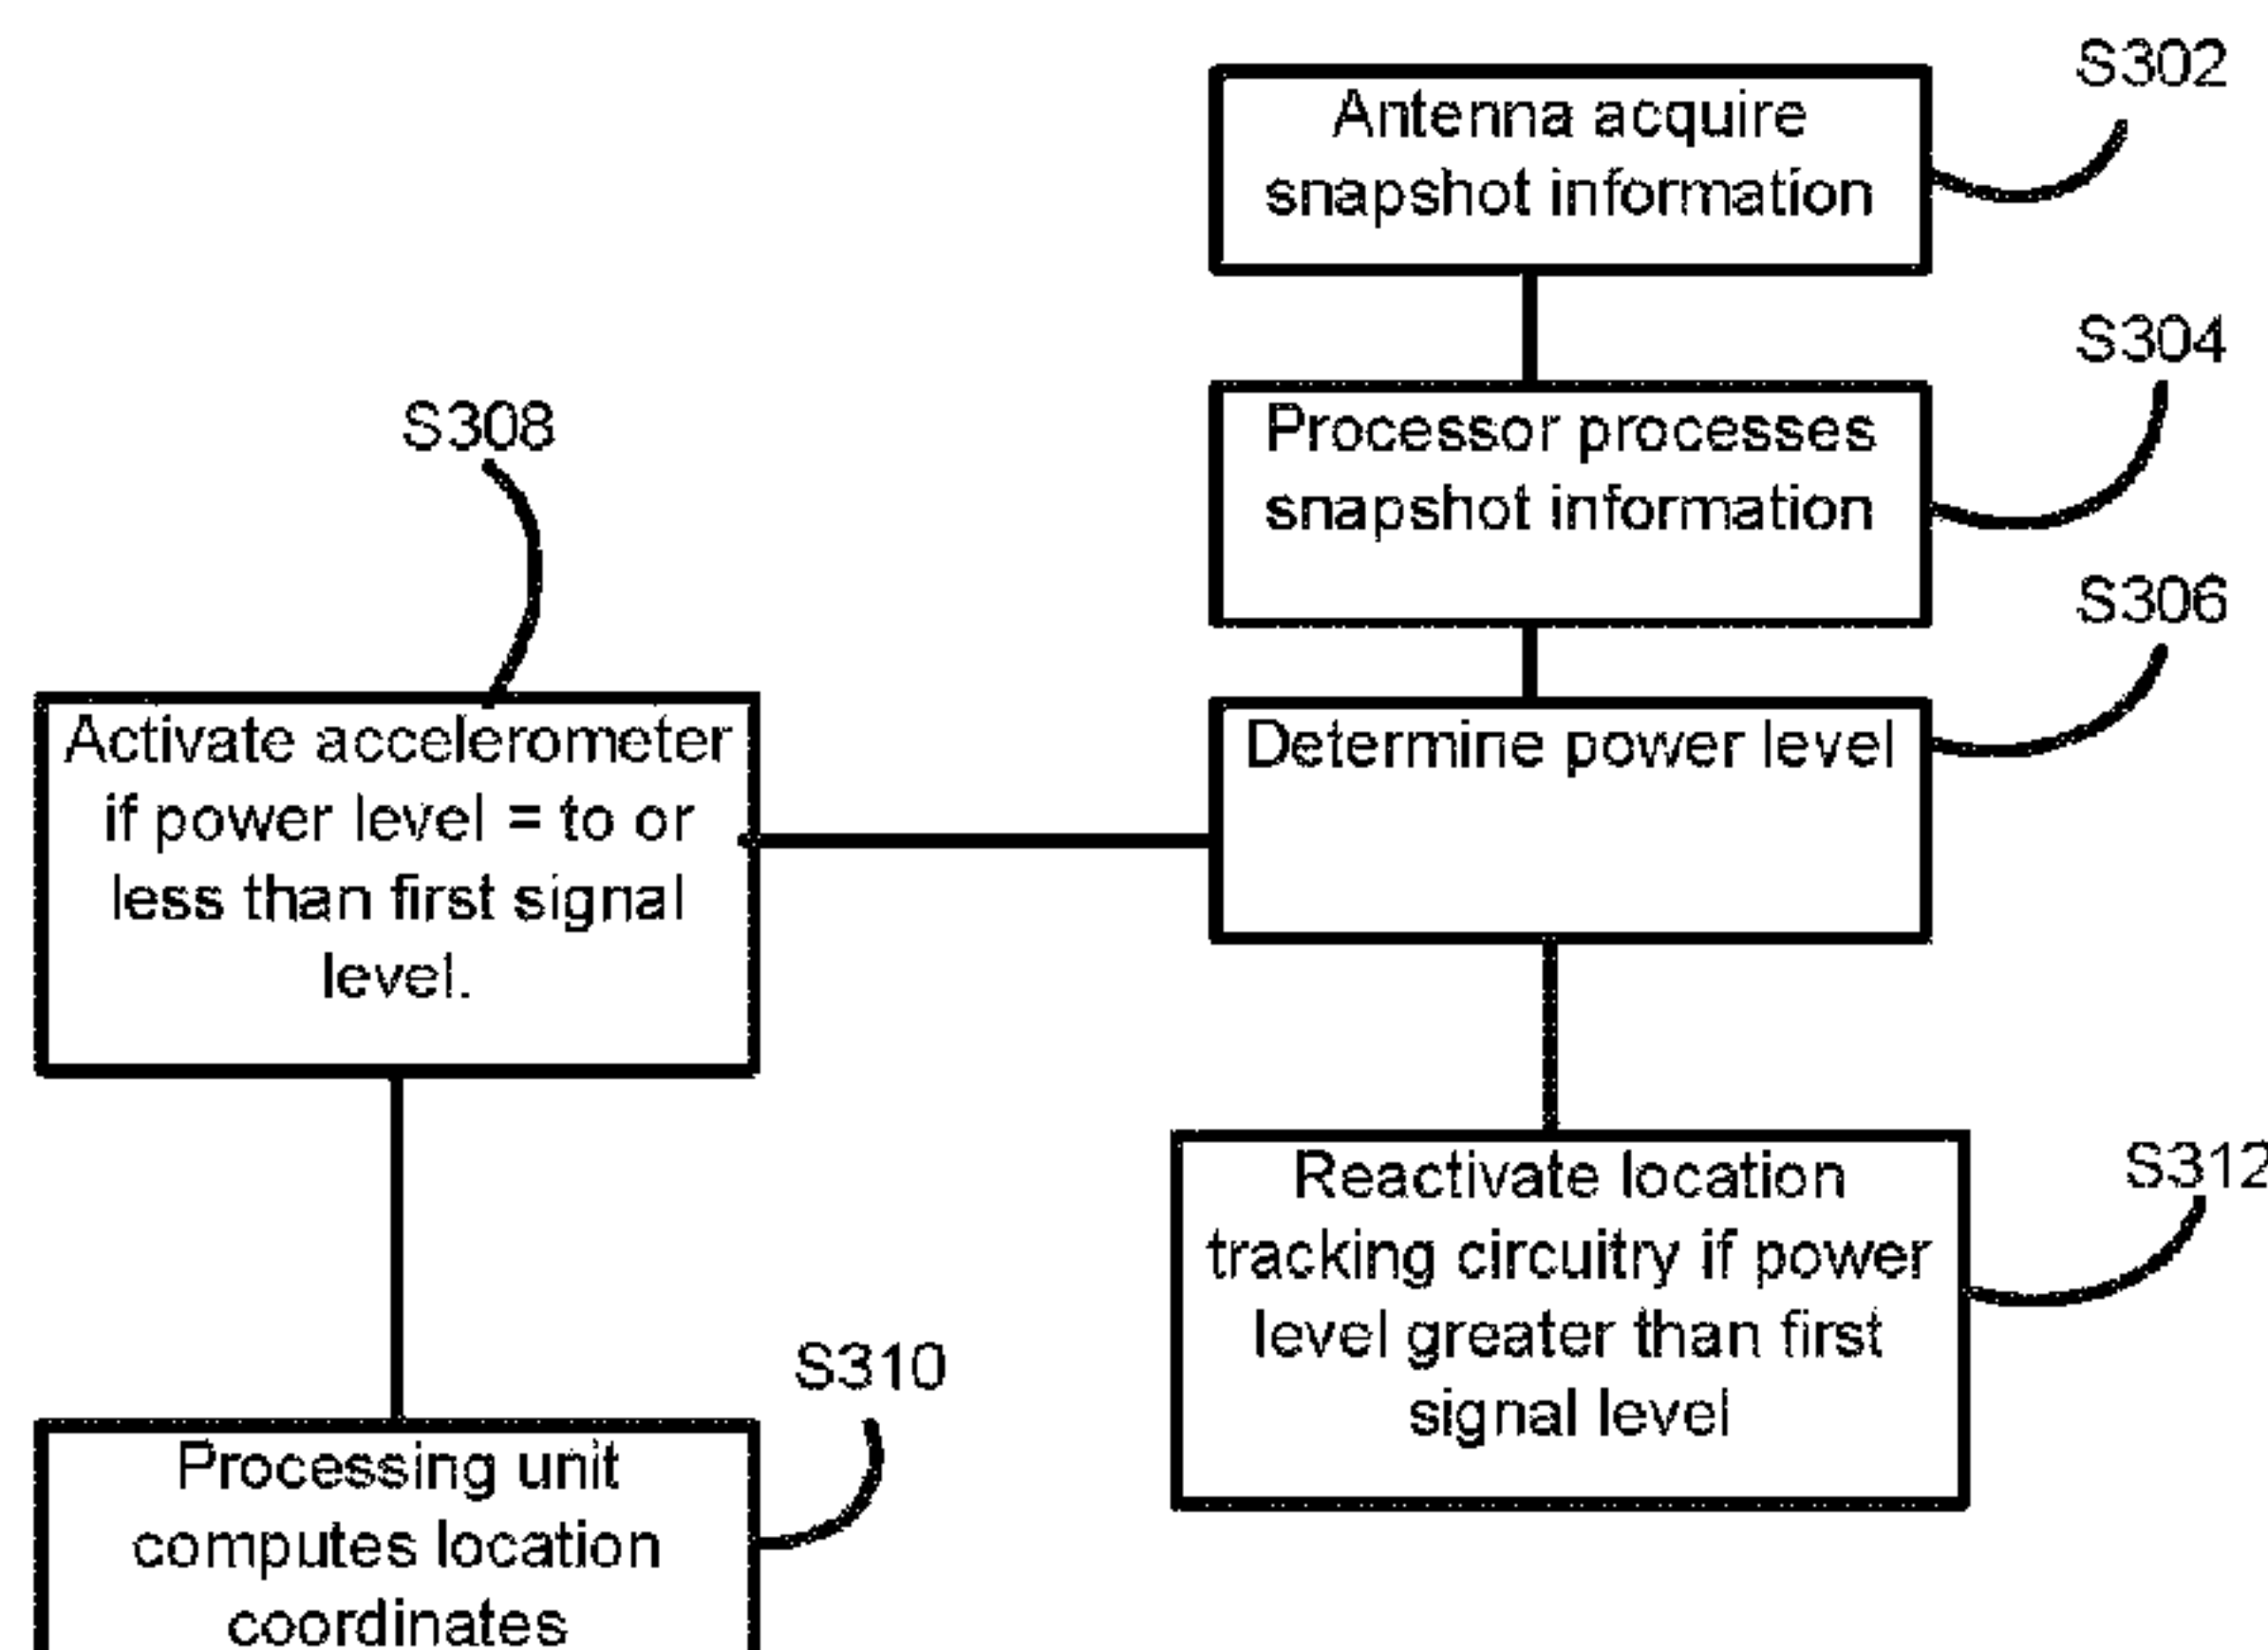 S302
Antenna acquire
snapshot information
S304
Processor processes
snapshot information
S306
Determine power level
S308
Activate accelerometer
if power level = to or
less than first signal
level.
S310
Processing unit
computes location
coordinates
S312
Reactivate location
tracking circuitry if power
level greater than first
signal level